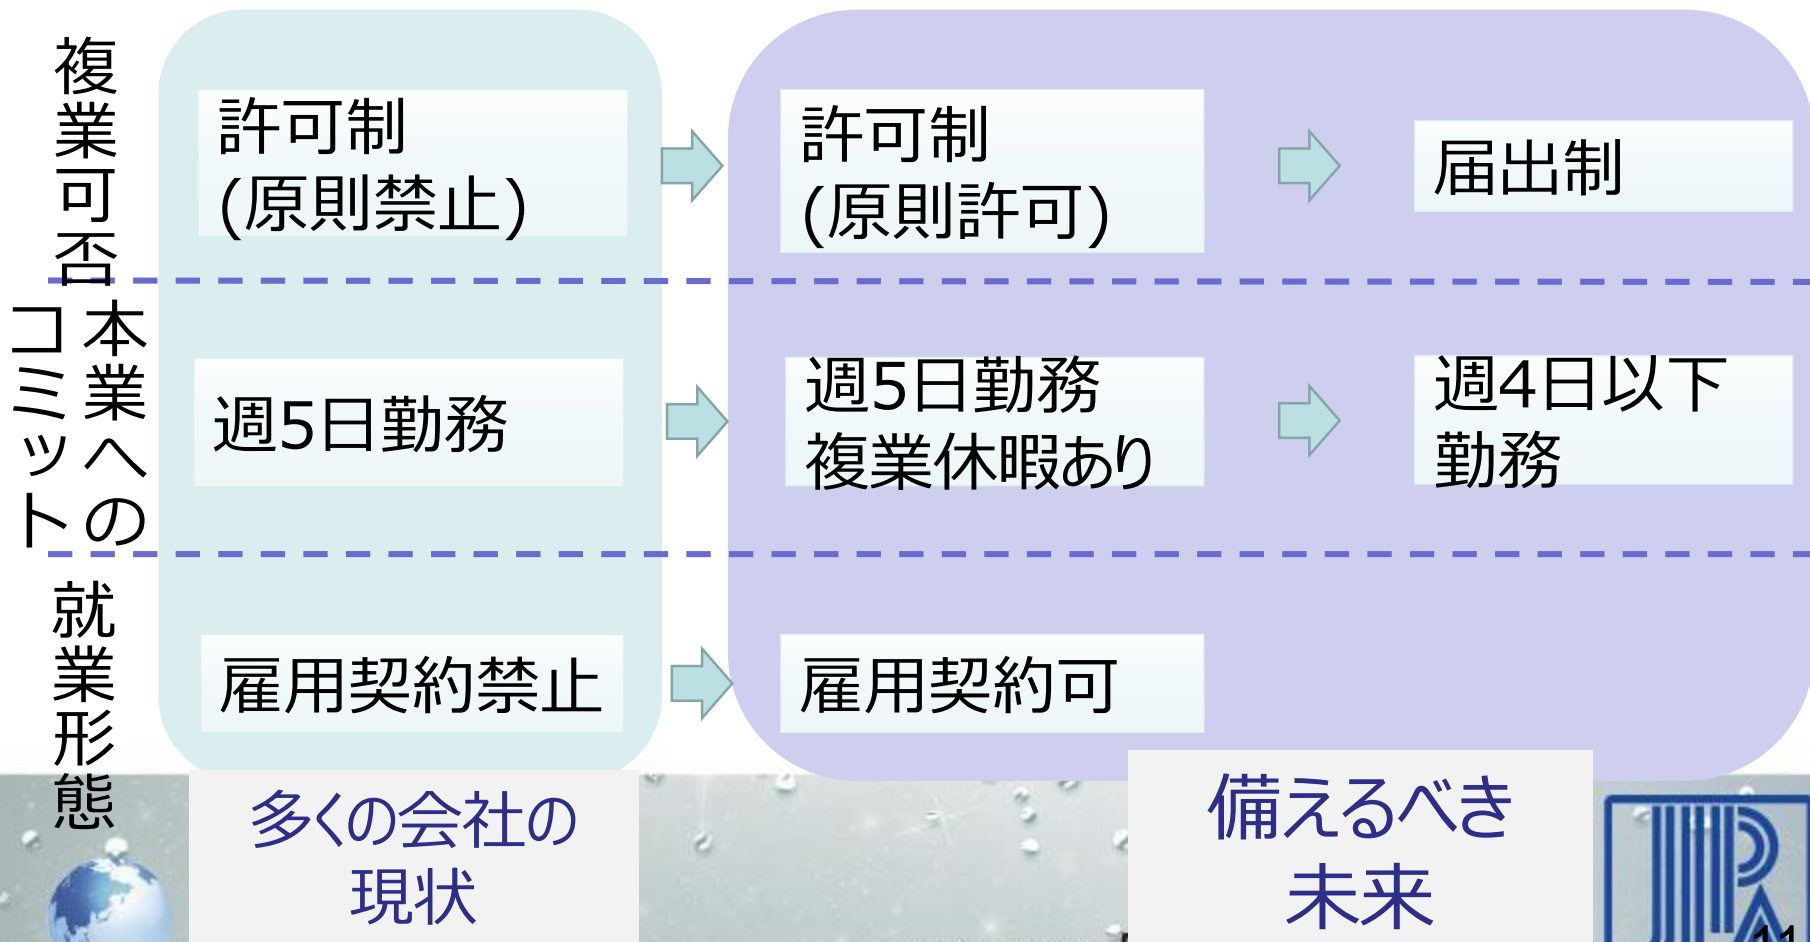 複業可否
許可制
(原則禁止)
許可制
(原則許可)
届出制
本業への
コミット
週5日勤務
週5日勤務
複業休暇あり
週4日以下
勤務
就業形態
雇用契約禁止
雇用契約可
多くの会社の
現状
備えるべき
未来
11